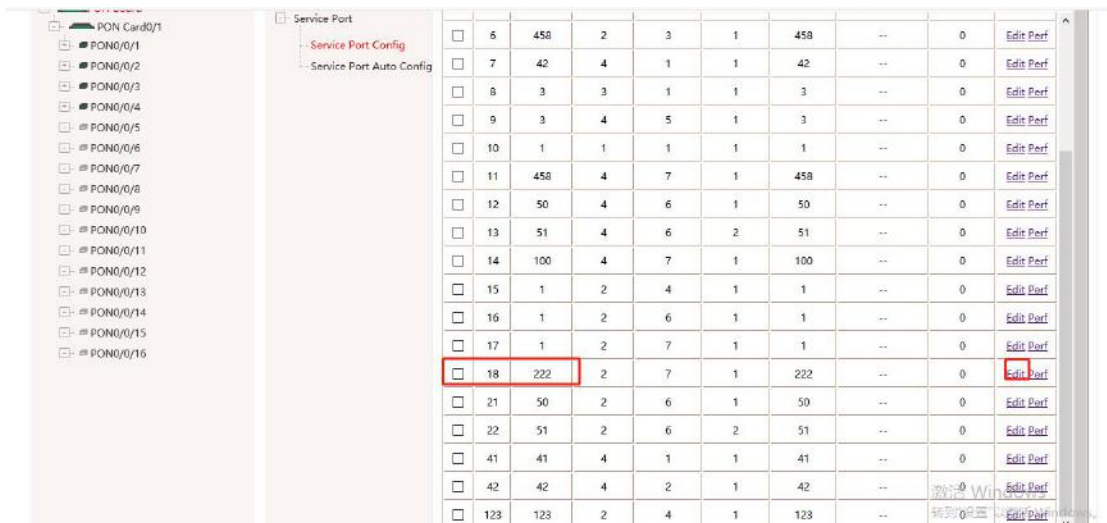 PON Card0/1
PON0/0/1
PON0/0/2
PON0/0/3
PON0/0/4
PON0/0/5
PON0/0/6
PON0/0/7
PON0/0/8
PON0/0/9
PON0/0/10
PON0/0/11
PON0/0/12
PON0/0/13
PON0/0/14
PON0/0/15
PON0/0/16
Service Port
Service Port Config
Service Port Auto Config
6 458 2 3 1 458 -- 0 Edit Perf
7 42 4 1 1 42 -- 0 Edit Perf
8 3 3 1 1 3 -- 0 Edit Perf
9 3 4 5 1 3 -- 0 Edit Perf
10 1 1 1 1 1 -- 0 Edit Perf
11 458 4 7 1 458 -- 0 Edit Perf
12 50 4 6 1 50 -- 0 Edit Perf
13 51 4 6 2 51 -- 0 Edit Perf
14 100 4 7 1 100 -- 0 Edit Perf
15 1 2 4 1 1 -- 0 Edit Perf
16 1 2 6 1 1 -- 0 Edit Perf
17 1 2 7 1 1 -- 0 Edit Perf
18 222 2 7 1 222 -- 0 Edit Perf
21 50 2 6 1 50 -- 0 Edit Perf
22 51 2 6 2 51 -- 0 Edit Perf
41 41 4 1 1 41 -- 0 Edit Perf
42 42 4 2 1 42 -- 0 Edit Perf
123 123 2 4 1 123 -- 0 Edit Perf
激活 Windows